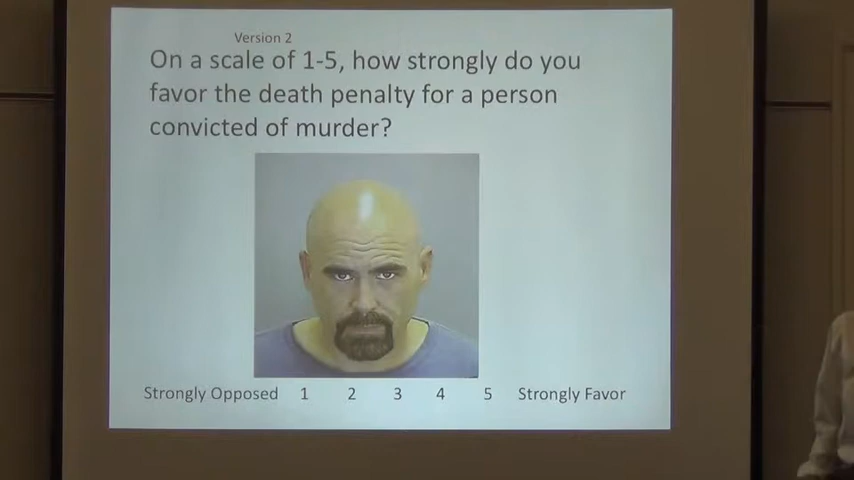 Version 2
On a scale of 1-5, how strongly do you
favor the death penalty for a person
convicted of murder?
Strongly Opposed 1 2 3 4 5 Strongly Favor